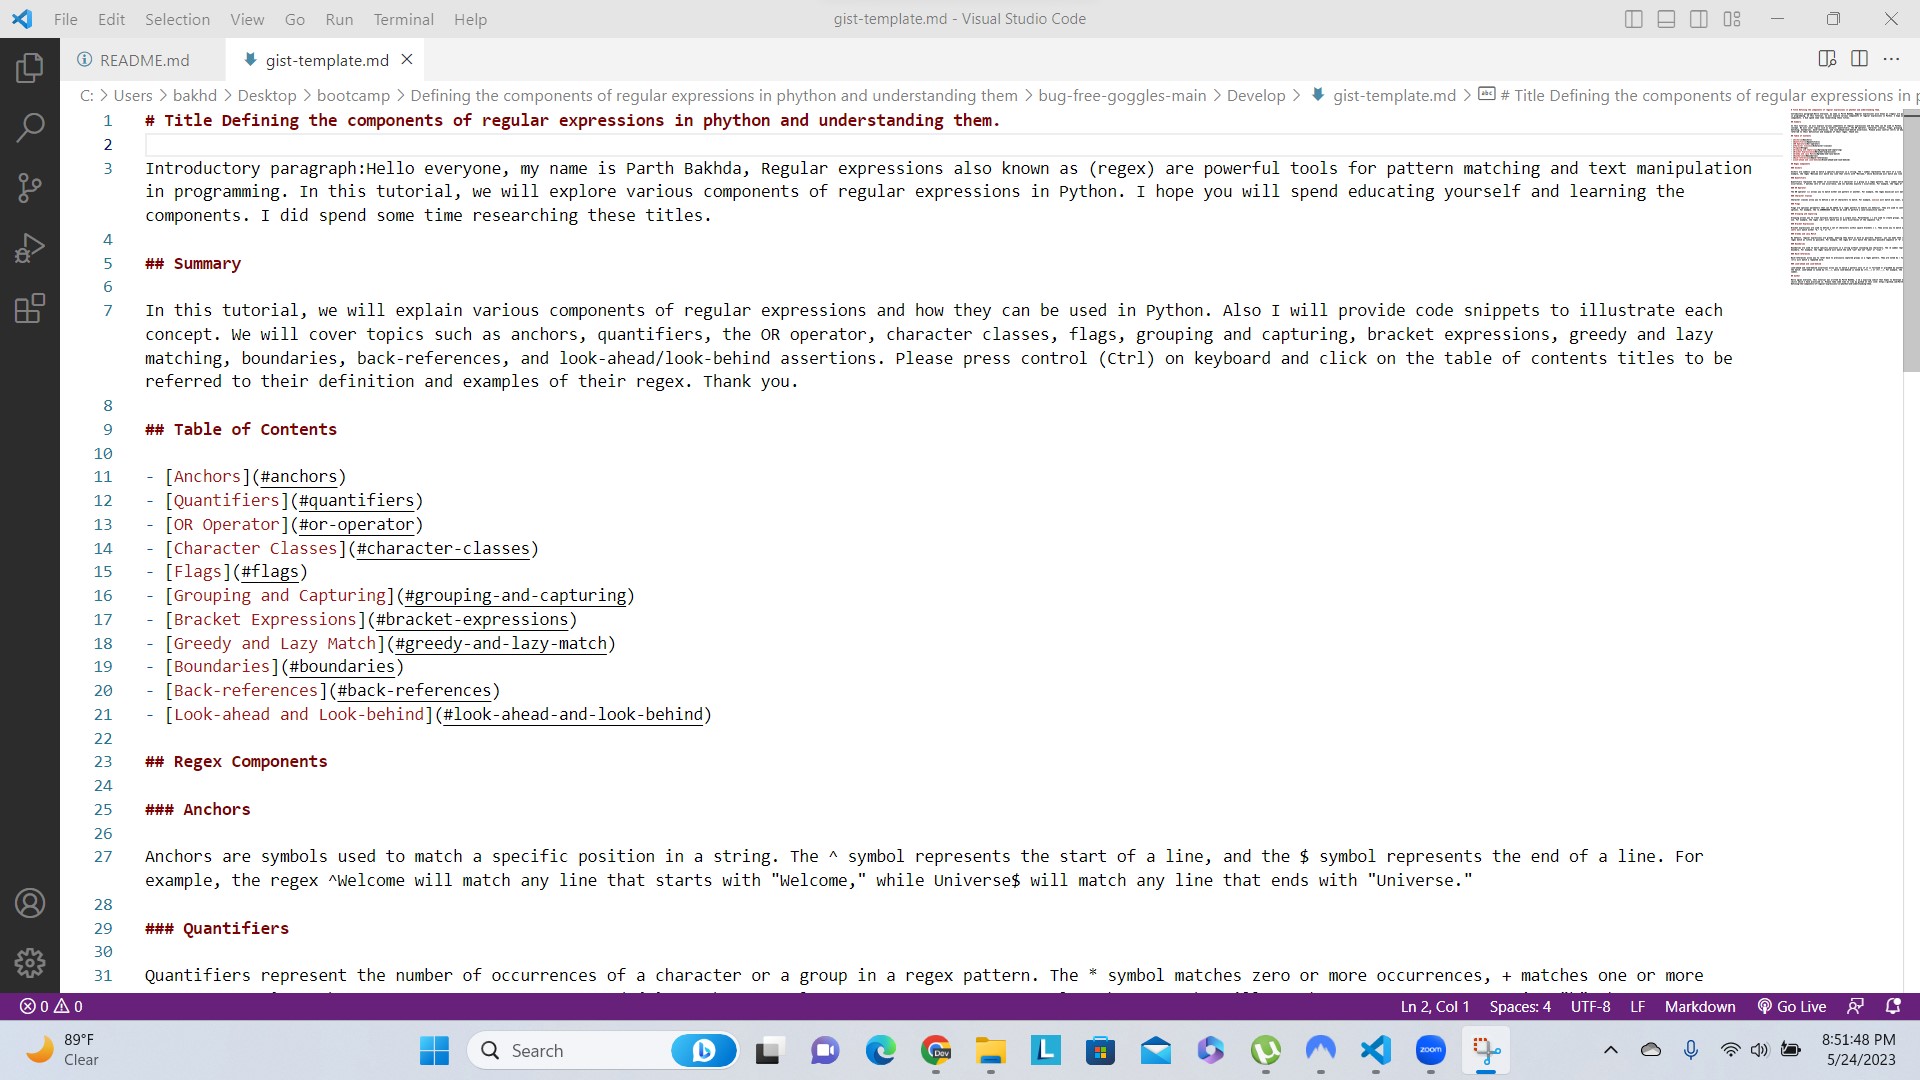 File Edit Selection View Go Run Terminal Help gist-template.md - Visual Studio Code
README.md gist-template.md
C: > Users > bakhd > Desktop > bootcamp > Defining the components of regular expressions in phython and understanding them > bug-free-goggles-main > Develop > gist-template.md > # Title Defining the components of regular expressions in p
1 # Title Defining the components of regular expressions in phython and understanding them.
2
3 Introductory paragraph:Hello everyone, my name is Parth Bakhda, Regular expressions also known as (regex) are powerful tools for pattern matching and text manipulation
in programming. In this tutorial, we will explore various components of regular expressions in Python. I hope you will spend educating yourself and learning the
components. I did spend some time researching these titles.
4
5 ## Summary
6
7 In this tutorial, we will explain various components of regular expressions and how they can be used in Python. Also I will provide code snippets to illustrate each
concept. We will cover topics such as anchors, quantifiers, the OR operator, character classes, flags, grouping and capturing, bracket expressions, greedy and lazy
matching, boundaries, back-references, and look-ahead/look-behind assertions. Please press control (Ctrl) on keyboard and click on the table of contents titles to be
referred to their definition and examples of their regex. Thank you.
8
9 ## Table of Contents
10
11 - [Anchors](#anchors)
12 - [Quantifiers](#quantifiers)
13 - [OR Operator](#or-operator)
14 - [Character Classes](#character-classes)
15 - [Flags](#flags)
16 - [Grouping and Capturing](#grouping-and-capturing)
17 - [Bracket Expressions](#bracket-expressions)
18 - [Greedy and Lazy Match](#greedy-and-lazy-match)
19 - [Boundaries](#boundaries)
20 - [Back-references](#back-references)
21 - [Look-ahead and Look-behind](#look-ahead-and-look-behind)
22
23 ## Regex Components
24
25 ### Anchors
26
27 Anchors are symbols used to match a specific position in a string. The ^ symbol represents the start of a line, and the $ symbol represents the end of a line. For
example, the regex ^Welcome will match any line that starts with "Welcome," while Universe$ will match any line that ends with "Universe."
28
29 ### Quantifiers
30
31 Quantifiers represent the number of occurrences of a character or a group in a regex pattern. The * symbol matches zero or more occurrences, + matches one or more
0 0 Ln 2, Col 1 Spaces: 4 UTF-8 LF Markdown Go Live
89°F
Clear
Search
Dev
L
zoom
8:51:48 PM
5/24/2023